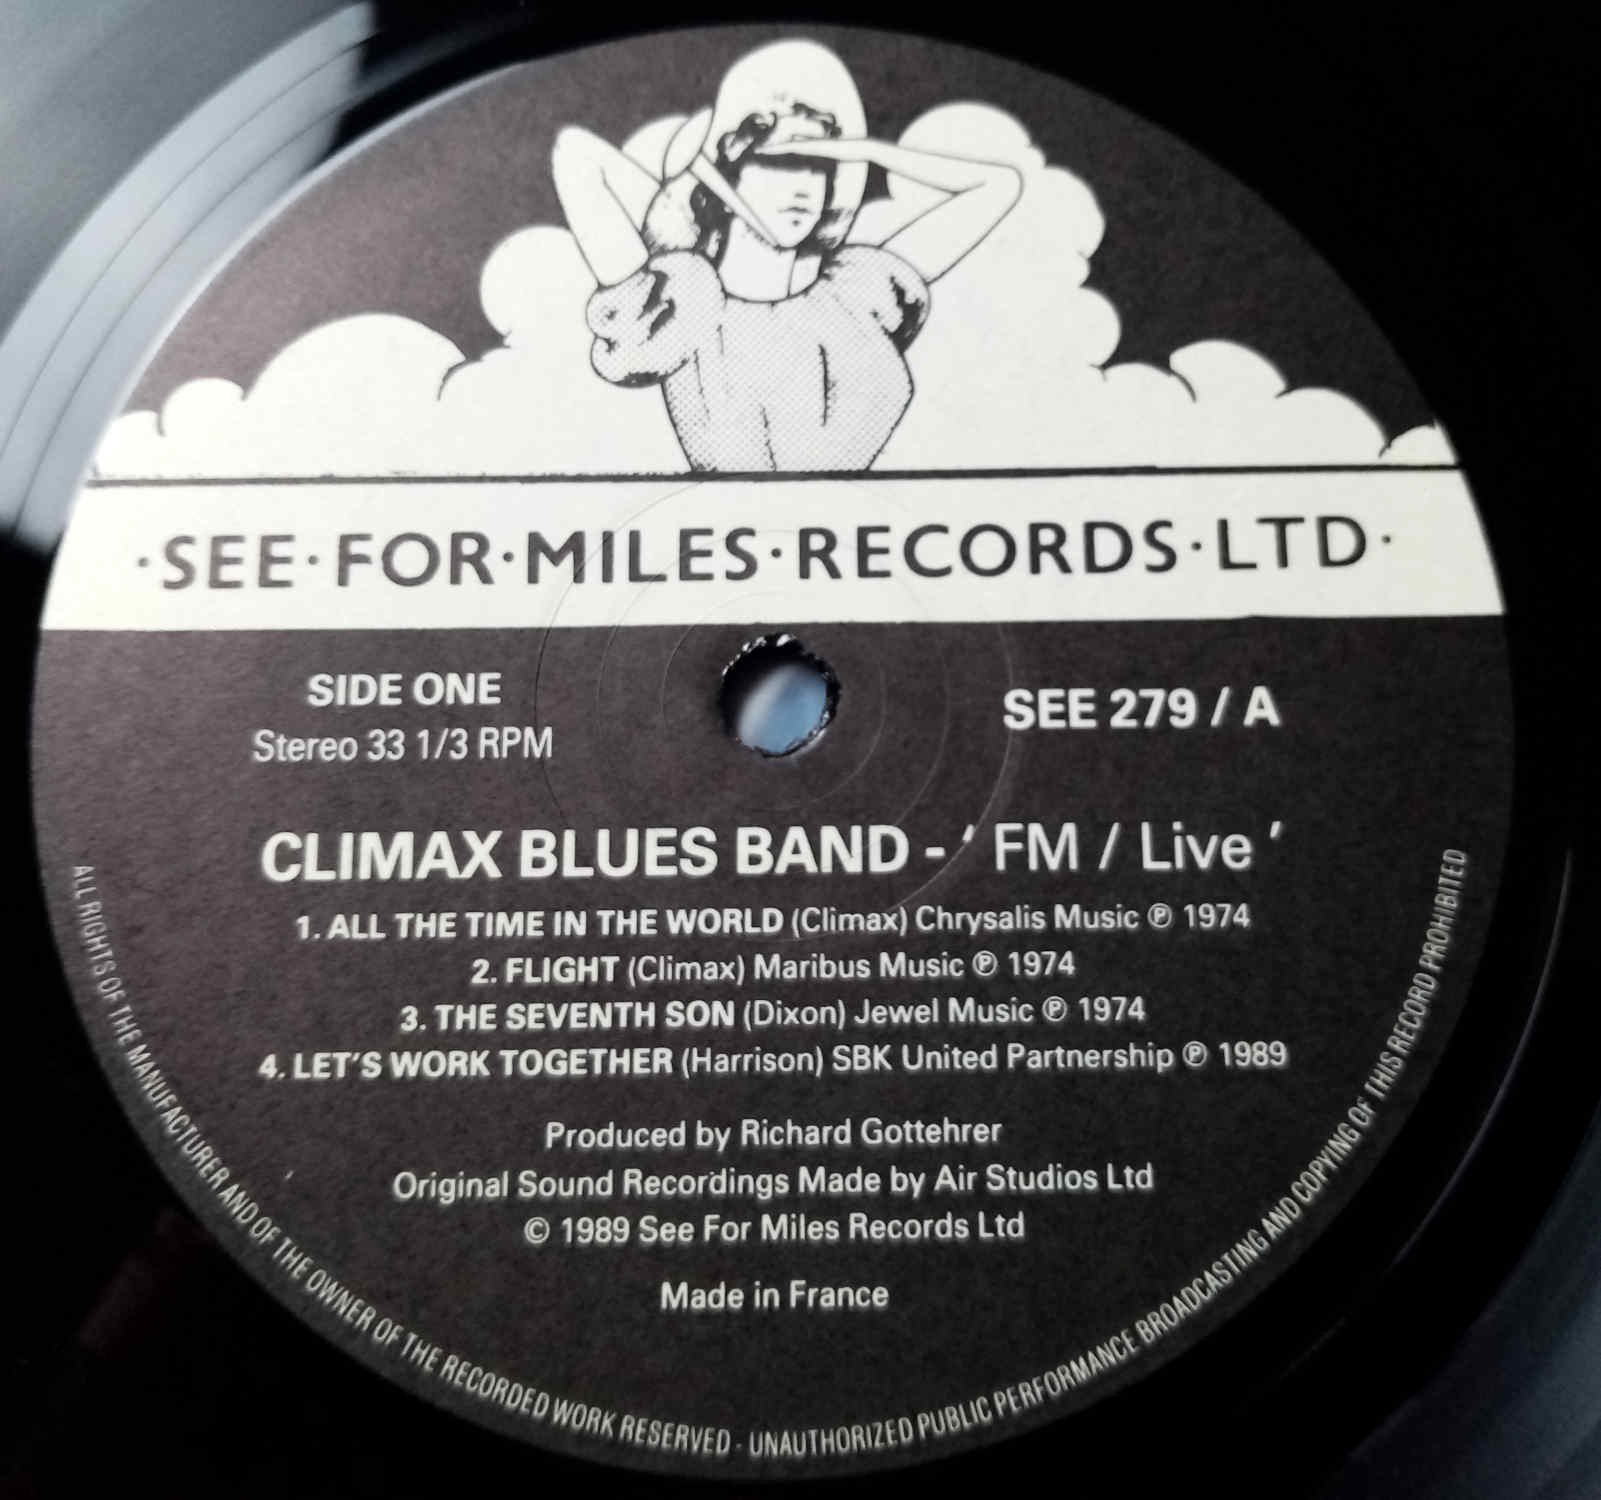 ·SEE·FOR·MILES·RECORDS·LTD·
SIDE ONE
Stereo 33 1/3 RPM
SEE 279 / A
CLIMAX BLUES BAND - ‘ FM / Live ’
1. ALL THE TIME IN THE WORLD (Climax) Chrysalis Music ℗ 1974
2. FLIGHT (Climax) Maribus Music ℗ 1974
3. THE SEVENTH SON (Dixon) Jewel Music ℗ 1974
4. LET'S WORK TOGETHER (Harrison) SBK United Partnership ℗ 1989
Produced by Richard Gottehrer
Original Sound Recordings Made by Air Studios Ltd
© 1989 See For Miles Records Ltd
Made in France
ALL RIGHTS OF THE MANUFACTURER AND OF THE OWNER OF THE RECORDED WORK RESERVED - UNAUTHORIZED PUBLIC PERFORMANCE BROADCASTING AND COPYING OF THIS RECORD PROHIBITED